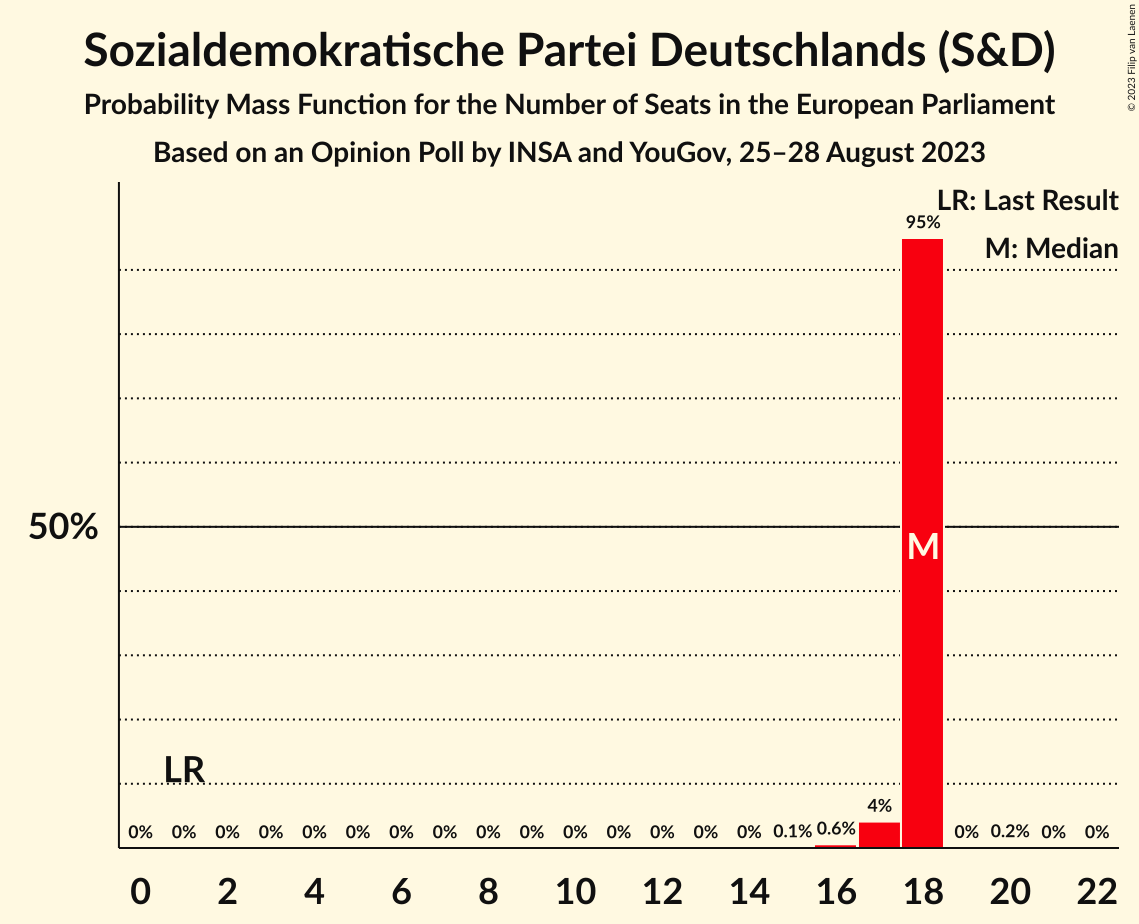 Sozialdemokratische Partei Deutschlands (S&D)
Probability Mass Function for the Number of Seats in the European Parliament
Based on an Opinion Poll by INSA and YouGov, 25–28 August 2023
© 2023 Filip van Laenen
LR: Last Result
M: Median
95%
50%
M
LR
0% 0% 0% 0% 0% 0% 0% 0% 0% 0% 0% 0% 0% 0% 0% 0.1% 0.6% 4% 0% 0.2% 0% 0%
0 2 4 6 8 10 12 14 16 18 20 22